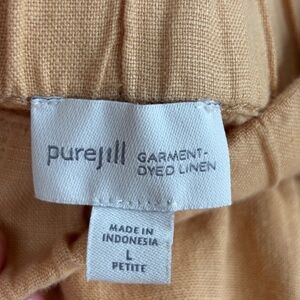 purejill GARMENT-
DYED LINEN
MADE IN
INDONESIA
L
PETITE